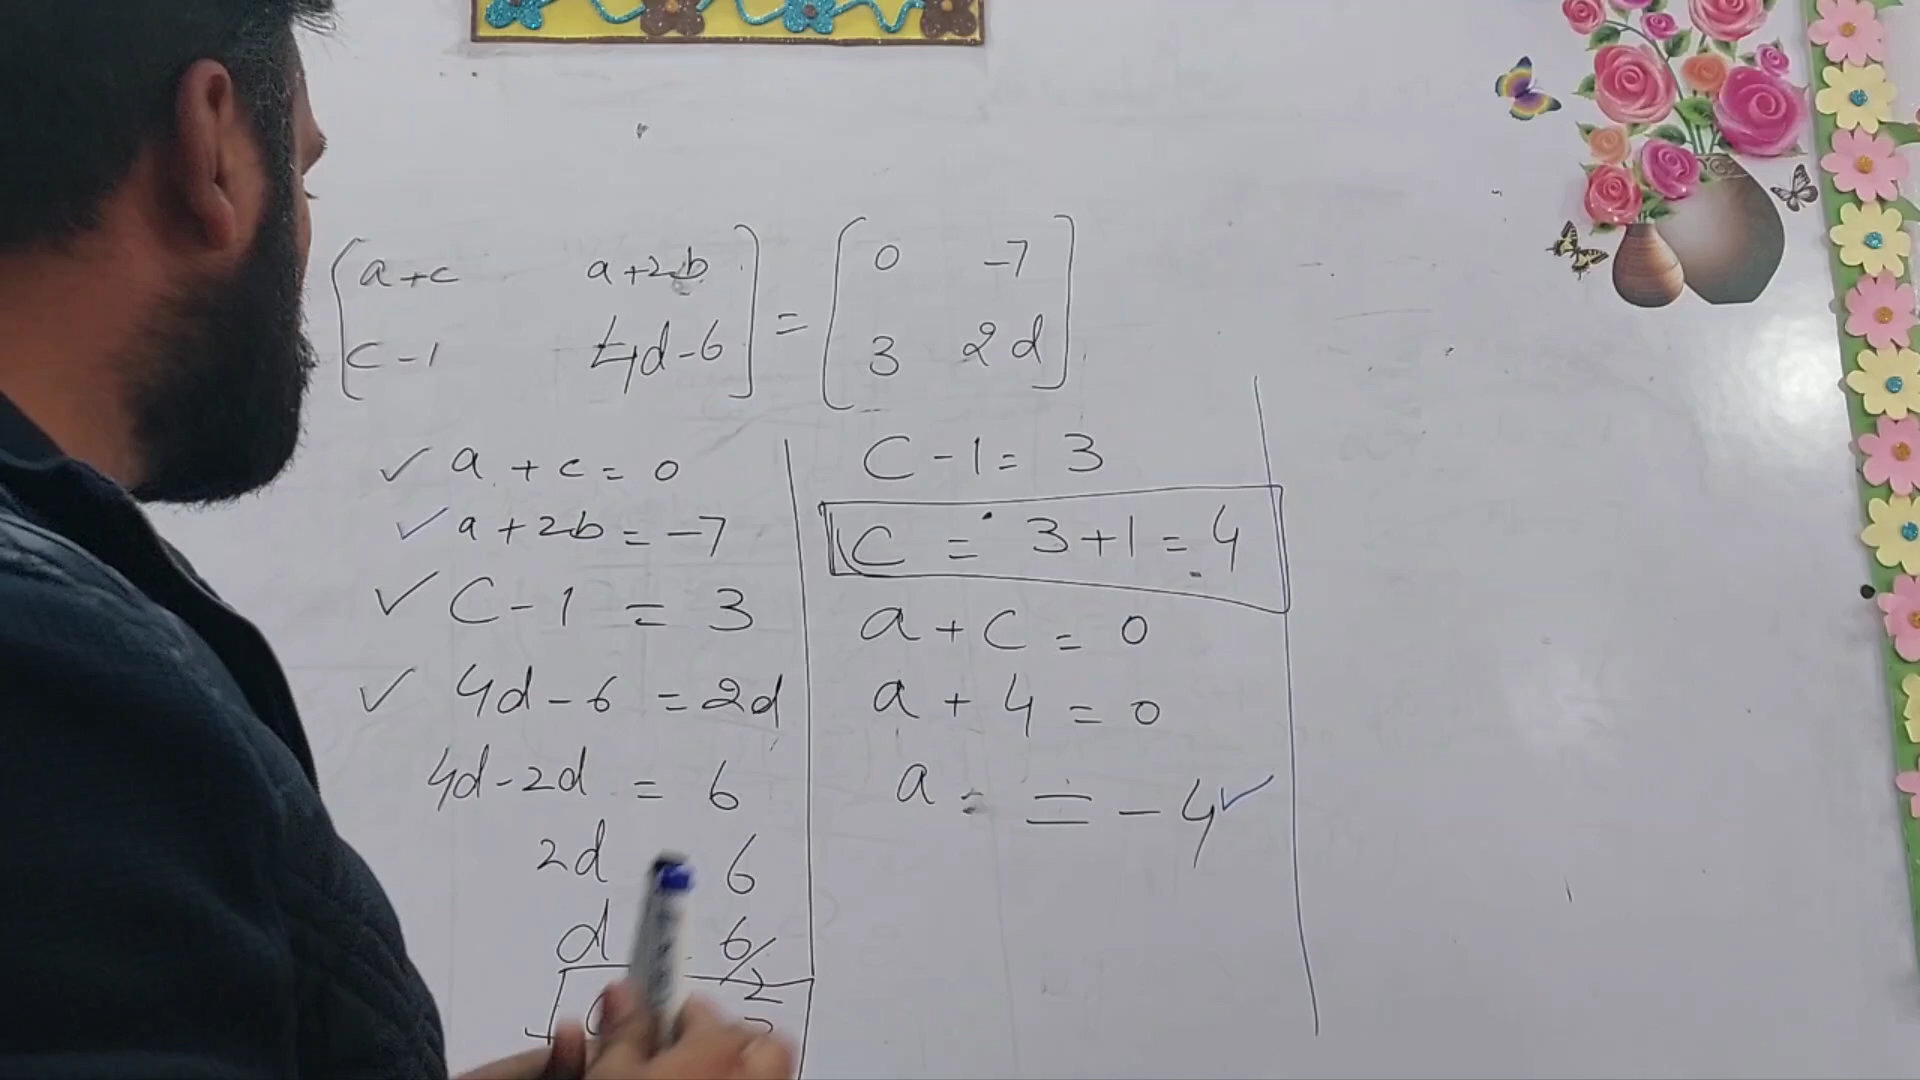 [a+c a+2b] = [0 -7]
[c-1 4d-6] [3 2d]
✓ a + c = 0
✓ a + 2b = -7
✓ C - 1 = 3
✓ 4d - 6 = 2d
4d - 2d = 6
2d 6
d 6/2
C - 1 = 3
C = 3 + 1 = 4
a + c = 0
a + 4 = 0
a = = - 4 ✓